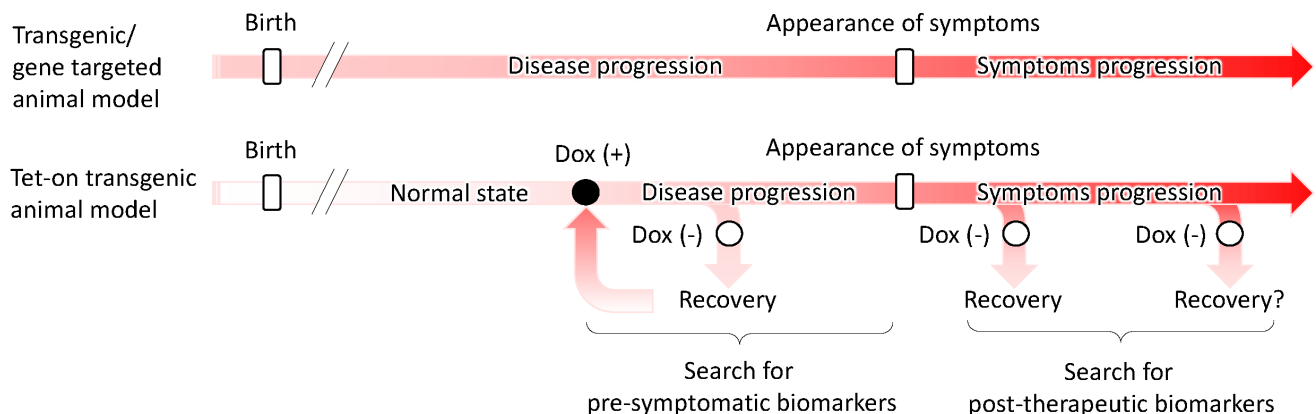 Transgenic/
gene targeted
animal model
Birth
Appearance of symptoms
Disease progression
Symptoms progression
Tet-on transgenic
animal model
Birth
Dox (+)
Appearance of symptoms
Normal state
Disease progression
Symptoms progression
Dox (-)
Dox (-)
Dox (-)
Recovery
Recovery
Recovery?
Search for
pre-symptomatic biomarkers
Search for
post-therapeutic biomarkers